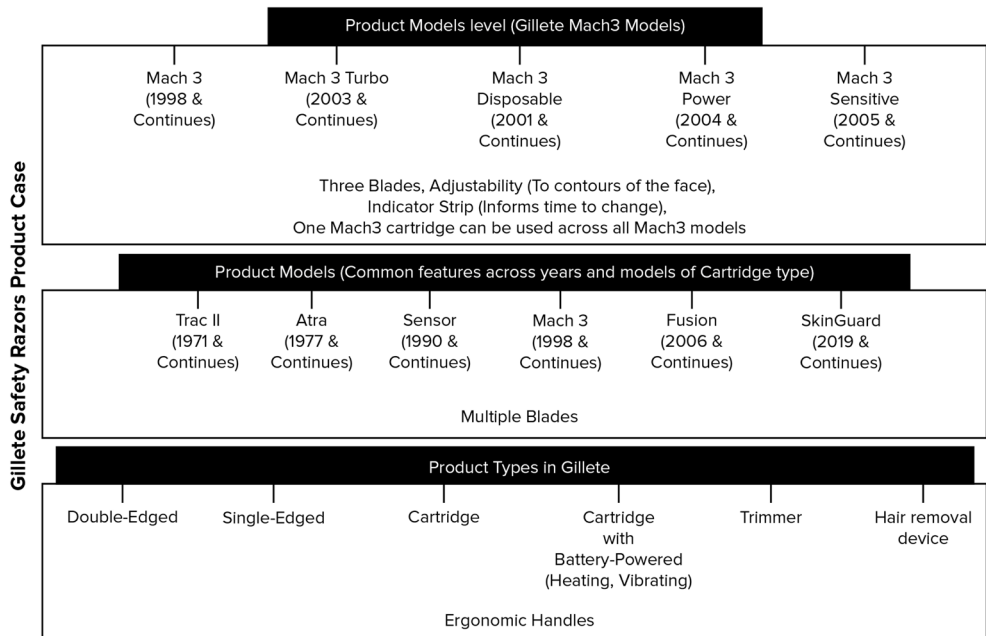 Gillete Safety Razors Product Case
Product Models level (Gillete Mach3 Models)
Mach 3
(1998 &
Continues)
Mach 3 Turbo
(2003 &
Continues)
Mach 3
Disposable
(2001 &
Continues)
Mach 3
Power
(2004 &
Continues)
Mach 3
Sensitive
(2005 &
Continues)
Three Blades, Adjustability (To contours of the face),
Indicator Strip (Informs time to change),
One Mach3 cartridge can be used across all Mach3 models
Product Models (Common features across years and models of Cartridge type)
Trac II
(1971 &
Continues)
Atra
(1977 &
Continues)
Sensor
(1990 &
Continues)
Mach 3
(1998 &
Continues)
Fusion
(2006 &
Continues)
SkinGuard
(2019 &
Continues)
Multiple Blades
Product Types in Gillete
Double-Edged
Single-Edged
Cartridge
Cartridge
with
Battery-Powered
(Heating, Vibrating)
Trimmer
Hair removal
device
Ergonomic Handles